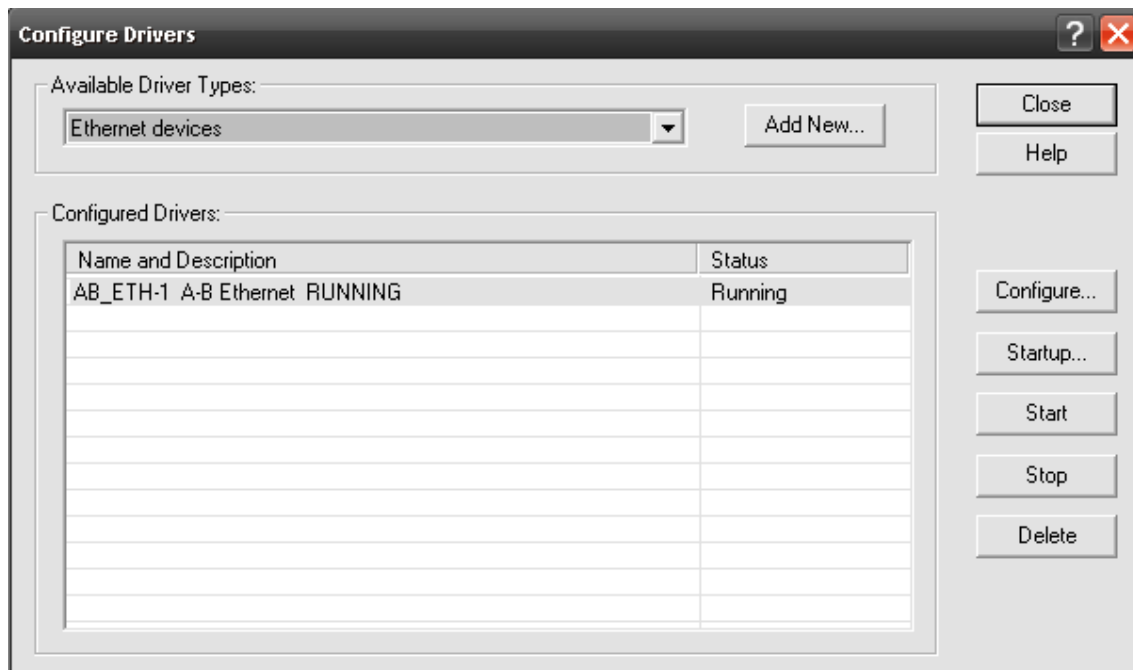 Configure Drivers
?
Available Driver Types:
Ethernet devices
Add New...
Close
Help
Configured Drivers:
Name and Description Status
AB_ETH-1 A-B Ethernet RUNNING Running
Configure...
Startup...
Start
Stop
Delete